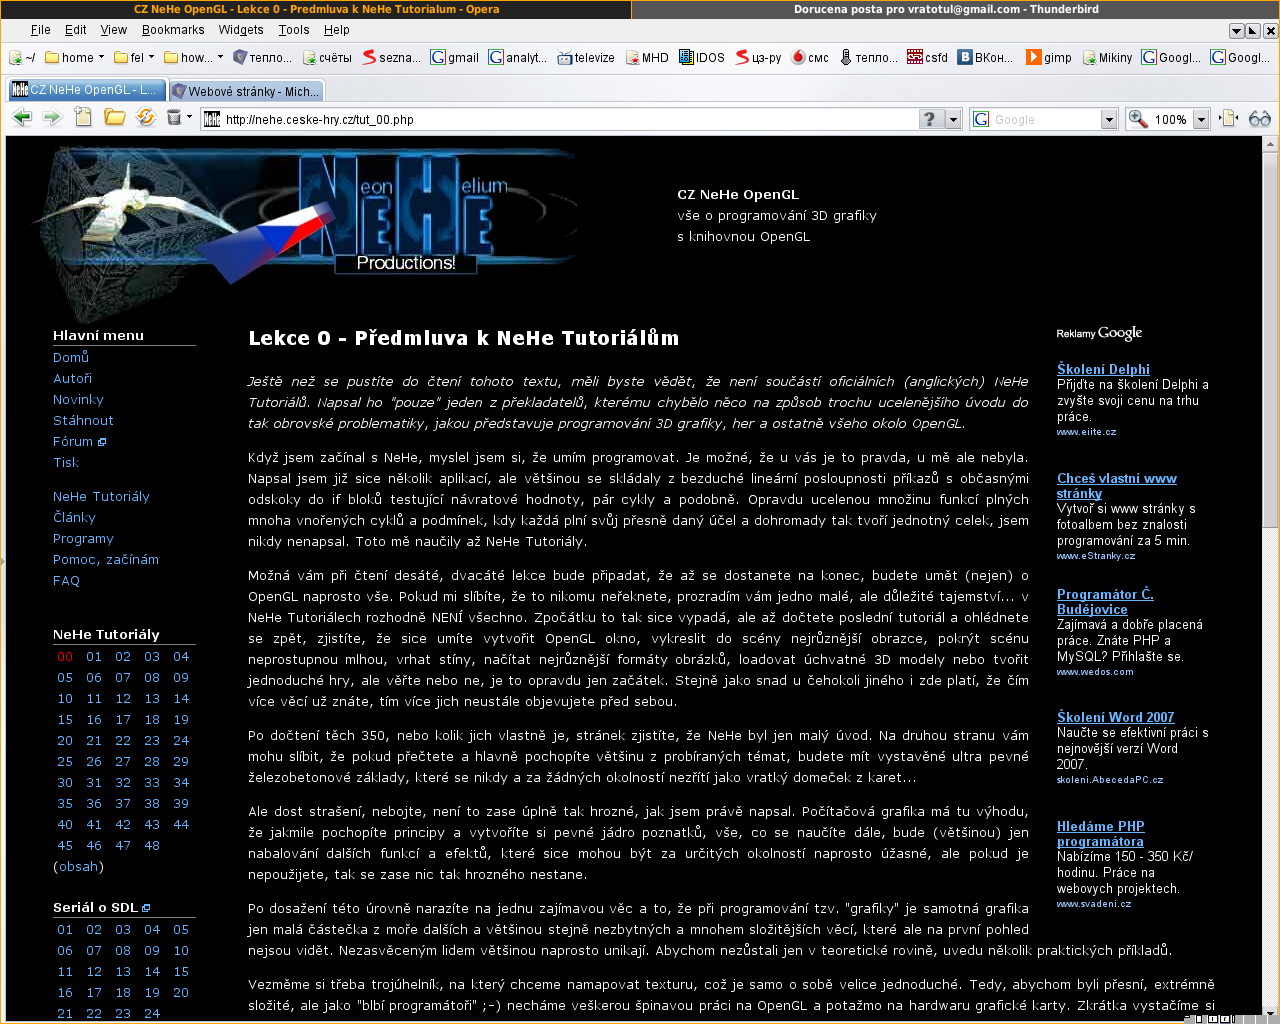 CZ NeHe OpenGL - Lekce 0 - Predmluva k NeHe Tutorialum - Opera
Dorucena posta pro vratotul@gmail.com - Thunderbird
File Edit View Bookmarks Widgets Tools Help
~/ home fel how... тепло... счёты sezna... gmail analyt... televize MHD IDOS цз-ру смс тепло... csfd ВКон... gimp Mikiny Googl... Googl...
CZ NeHe OpenGL - L... Webové stránky - Mich...
http://nehe.ceske-hry.cz/tut_00.php
Google
100%
Neon Helium
NeHe
Productions!
CZ NeHe OpenGL
vše o programování 3D grafiky
s knihovnou OpenGL
Hlavní menu
Domů
Autoři
Novinky
Stáhnout
Fórum
Tisk
NeHe Tutoriály
Články
Programy
Pomoc, začínám
FAQ
NeHe Tutoriály
00 01 02 03 04
05 06 07 08 09
10 11 12 13 14
15 16 17 18 19
20 21 22 23 24
25 26 27 28 29
30 31 32 33 34
35 36 37 38 39
40 41 42 43 44
45 46 47 48
(obsah)
Seriál o SDL
01 02 03 04 05
06 07 08 09 10
11 12 13 14 15
16 17 18 19 20
21 22 23 24
Lekce 0 - Předmluva k NeHe Tutoriálům
Ještě než se pustíte do čtení tohoto textu, měli byste vědět, že není součástí oficiálních (anglických) NeHe
Tutoriálů. Napsal ho "pouze" jeden z překladatelů, kterému chybělo něco na způsob trochu ucelenějšího úvodu do
tak obrovské problematiky, jakou představuje programování 3D grafiky, her a ostatně všeho okolo OpenGL.
Když jsem začínal s NeHe, myslel jsem si, že umím programovat. Je možné, že u vás je to pravda, u mě ale nebyla.
Napsal jsem již sice několik aplikací, ale většinou se skládaly z bezduché lineární posloupnosti příkazů s občasnými
odskoky do if bloků testující návratové hodnoty, pár cykly a podobně. Opravdu ucelenou množinu funkcí plných
mnoha vnořených cyklů a podmínek, kdy každá plní svůj přesně daný účel a dohromady tak tvoří jednotný celek, jsem
nikdy nenapsal. Toto mě naučily až NeHe Tutoriály.
Možná vám při čtení desáté, dvacáté lekce bude připadat, že až se dostanete na konec, budete umět (nejen) o
OpenGL naprosto vše. Pokud mi slíbíte, že to nikomu neřeknete, prozradím vám jedno malé, ale důležité tajemství... v
NeHe Tutoriálech rozhodně NENÍ všechno. Zpočátku to tak sice vypadá, ale až dočtete poslední tutoriál a ohlédnete
se zpět, zjistíte, že sice umíte vytvořit OpenGL okno, vykreslit do scény nejrůznější obrazce, pokrýt scénu
neprostupnou mlhou, vrhat stíny, načítat nejrůznější formáty obrázků, loadovat úchvatné 3D modely nebo tvořit
jednoduché hry, ale věřte nebo ne, je to opravdu jen začátek. Stejně jako snad u čehokoli jiného i zde platí, že čím
více věcí už znáte, tím více jich neustále objevujete před sebou.
Po dočtení těch 350, nebo kolik jich vlastně je, stránek zjistíte, že NeHe byl jen malý úvod. Na druhou stranu vám
mohu slíbit, že pokud přečtete a hlavně pochopíte většinu z probíraných témat, budete mít vystavěné ultra pevné
železobetonové základy, které se nikdy a za žádných okolností nezřítí jako vratký domeček z karet...
Ale dost strašení, nebojte, není to zase úplně tak hrozné, jak jsem právě napsal. Počítačová grafika má tu výhodu,
že jakmile pochopíte principy a vytvoříte si pevné jádro poznatků, vše, co se naučíte dále, bude (většinou) jen
nabalování dalších funkcí a efektů, které sice mohou být za určitých okolností naprosto úžasné, ale pokud je
nepoužijete, tak se zase nic tak hrozného nestane.
Po dosažení této úrovně narazíte na jednu zajímavou věc a to, že při programování tzv. "grafiky" je samotná grafika
jen malá částečka z moře dalších a většinou stejně nezbytných a mnohem složitějších věcí, které ale na první pohled
nejsou vidět. Nezasvěceným lidem většinou naprosto unikají. Abychom nezůstali jen v teoretické rovině, uvedu několik praktických příkladů.
Vezměme si třeba trojúhelník, na který chceme namapovat texturu, což je samo o sobě velice jednoduché. Tedy, abychom byli přesní, extrémně
složité, ale jako "blbí programátoři" ;-) necháme veškerou špinavou práci na OpenGL a potažmo na hardwaru grafické karty. Zkrátka vystačíme si
Reklamy Google
Školení Delphi
Přijďte na školení Delphi a
zvyšte svoji cenu na trhu
práce.
www.eiite.cz
Chceš vlastní www
stránky
Vytvoř si www stránky s
fotoalbem bez znalosti
programování za 5 min.
www.eStranky.cz
Programátor Č.
Budějovice
Zajímavá a dobře placená
práce. Znáte PHP a
MySQL? Přihlašte se.
www.wedos.com
Školení Word 2007
Naučte se efektivní práci s
nejnovější verzí Word
2007.
skoleni.AbecedaPC.cz
Hledáme PHP
programátora
Nabízíme 150 - 350 Kč/
hodinu. Práce na
webových projektech.
www.svadeni.cz